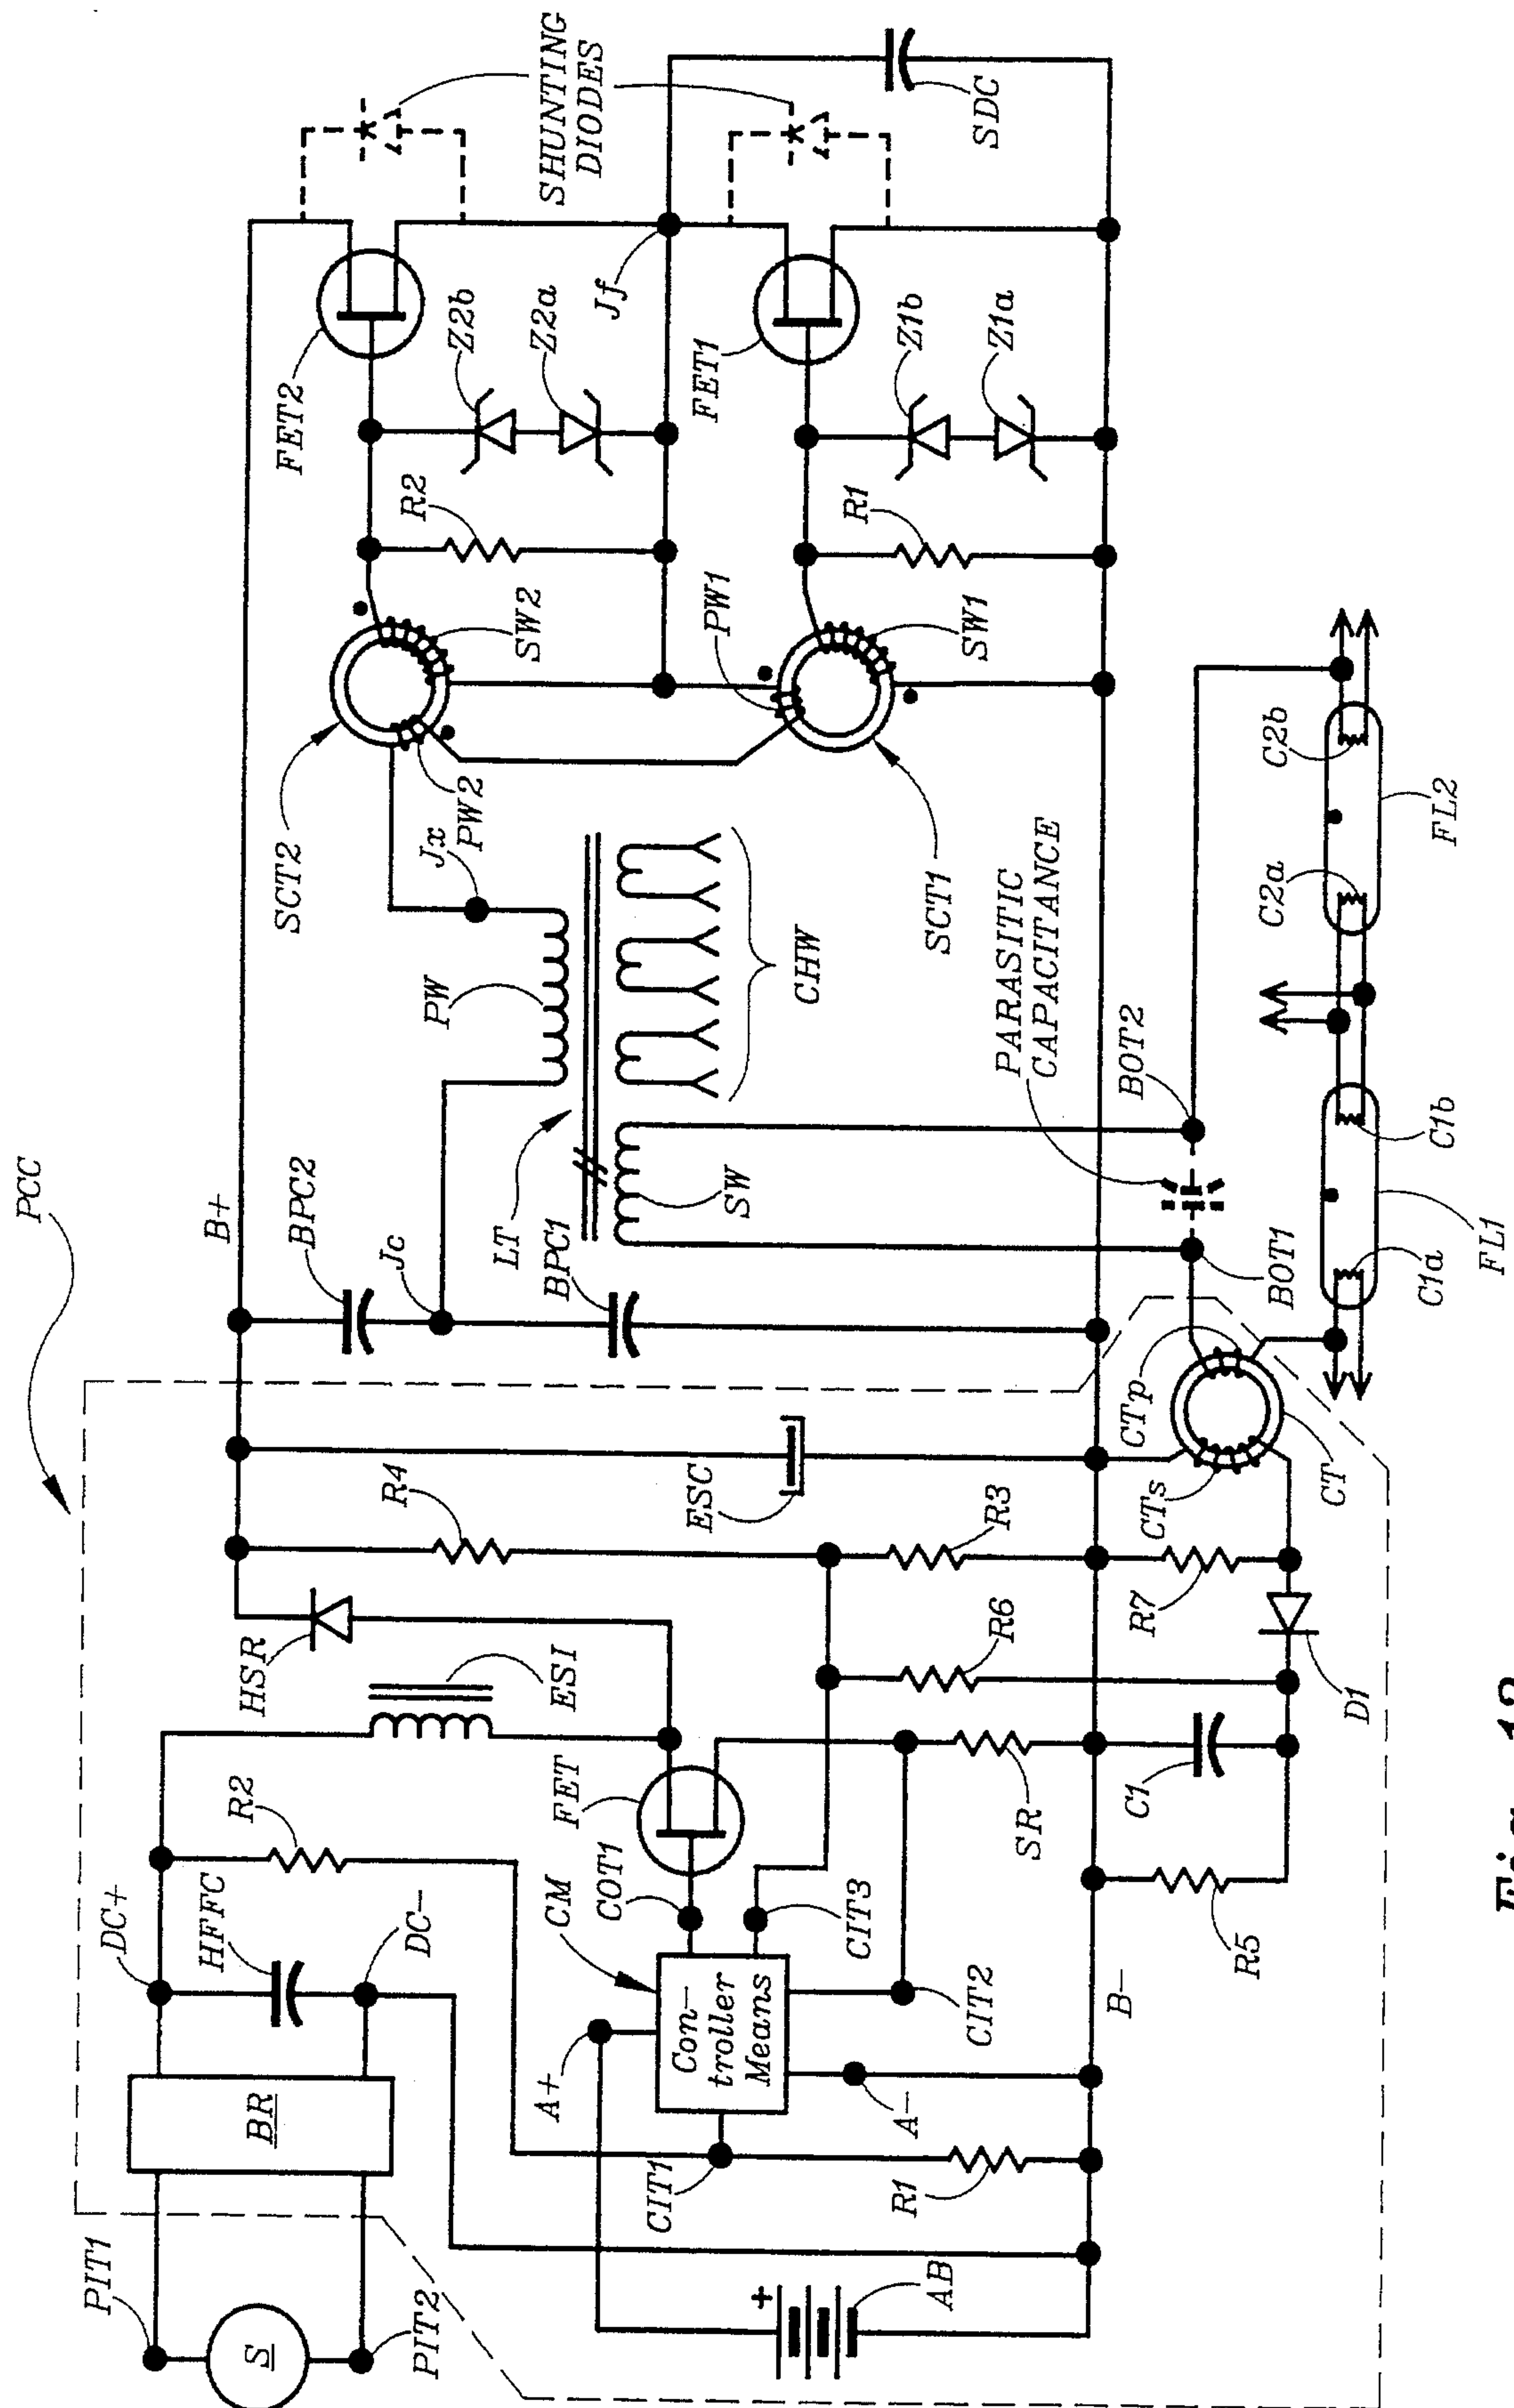 PCC
PIT1
S
PIT2
BR
DC+
HFFC
DC-
R2
HSR
ESI
R4
B+
BPC2
Jc
FET
COT1
CM
Con-
troller
Means
A+
A-
CIT1
CIT2
CIT3
R1
AB
+
B-
SR
R6
R3
ESC
R5
C1
D1
R7
CTs
CT
CTp
LT
BPC1
PW
Jx
SW
CHW
PARASITIC
CAPACITANCE
BOT1
BOT2
SCT2
PW2
SW2
R2
FET2
Z2b
Z2a
Jf
SHUNTING
DIODES
SDC
SCT1
PW1
SW1
R1
FET1
Z1b
Z1a
C1a
FL1
C1b
C2a
FL2
C2b